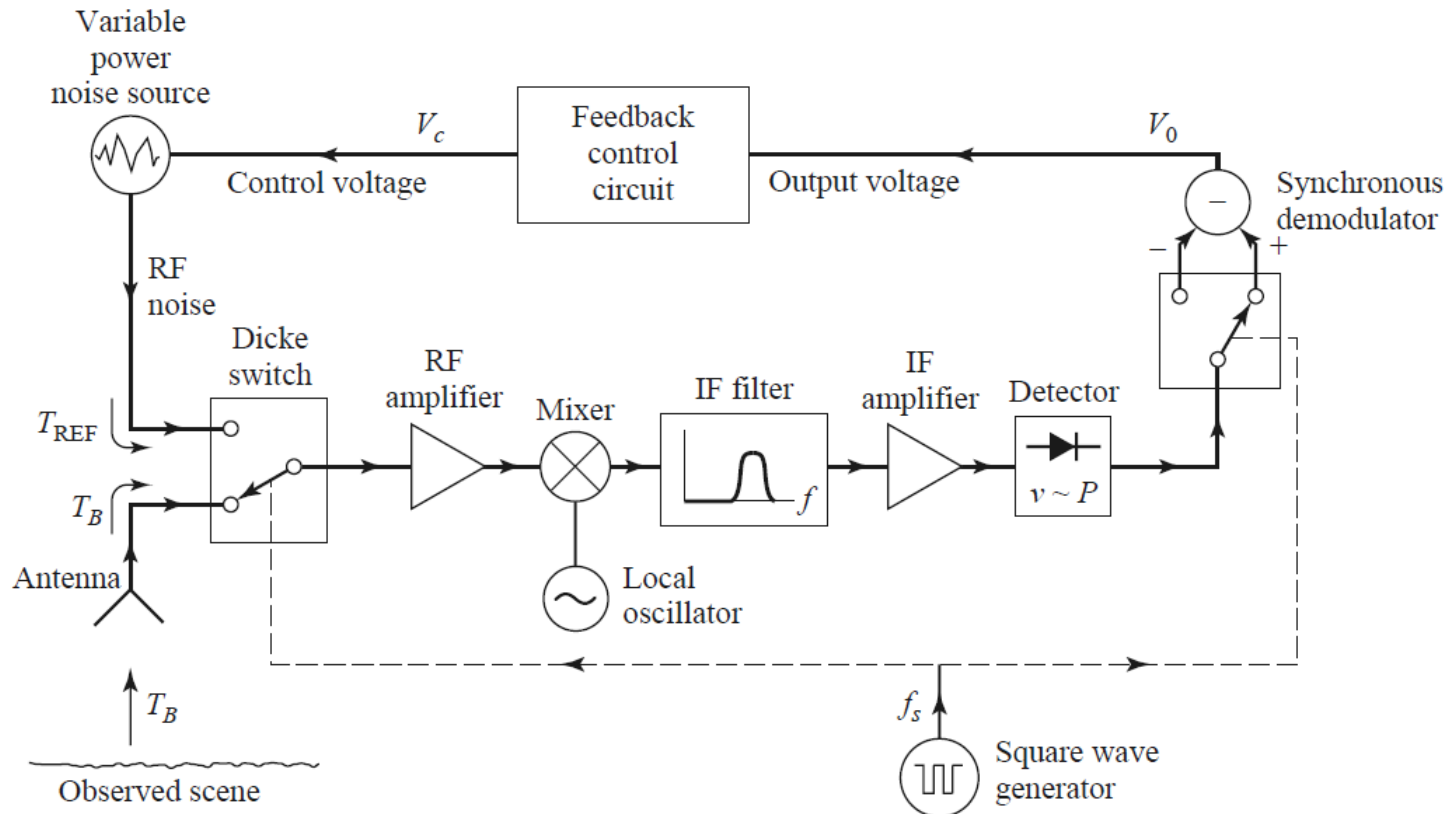 Variable
power
noise source
V_c
Control voltage
Feedback
control
circuit
V_0
Output voltage
Synchronous
demodulator
−
− +
RF
noise
Dicke
switch
RF
amplifier
Mixer
IF filter
f
IF
amplifier
Detector
v ~ P
T_REF
T_B
Antenna
Local
oscillator
T_B
f_s
Square wave
generator
Observed scene